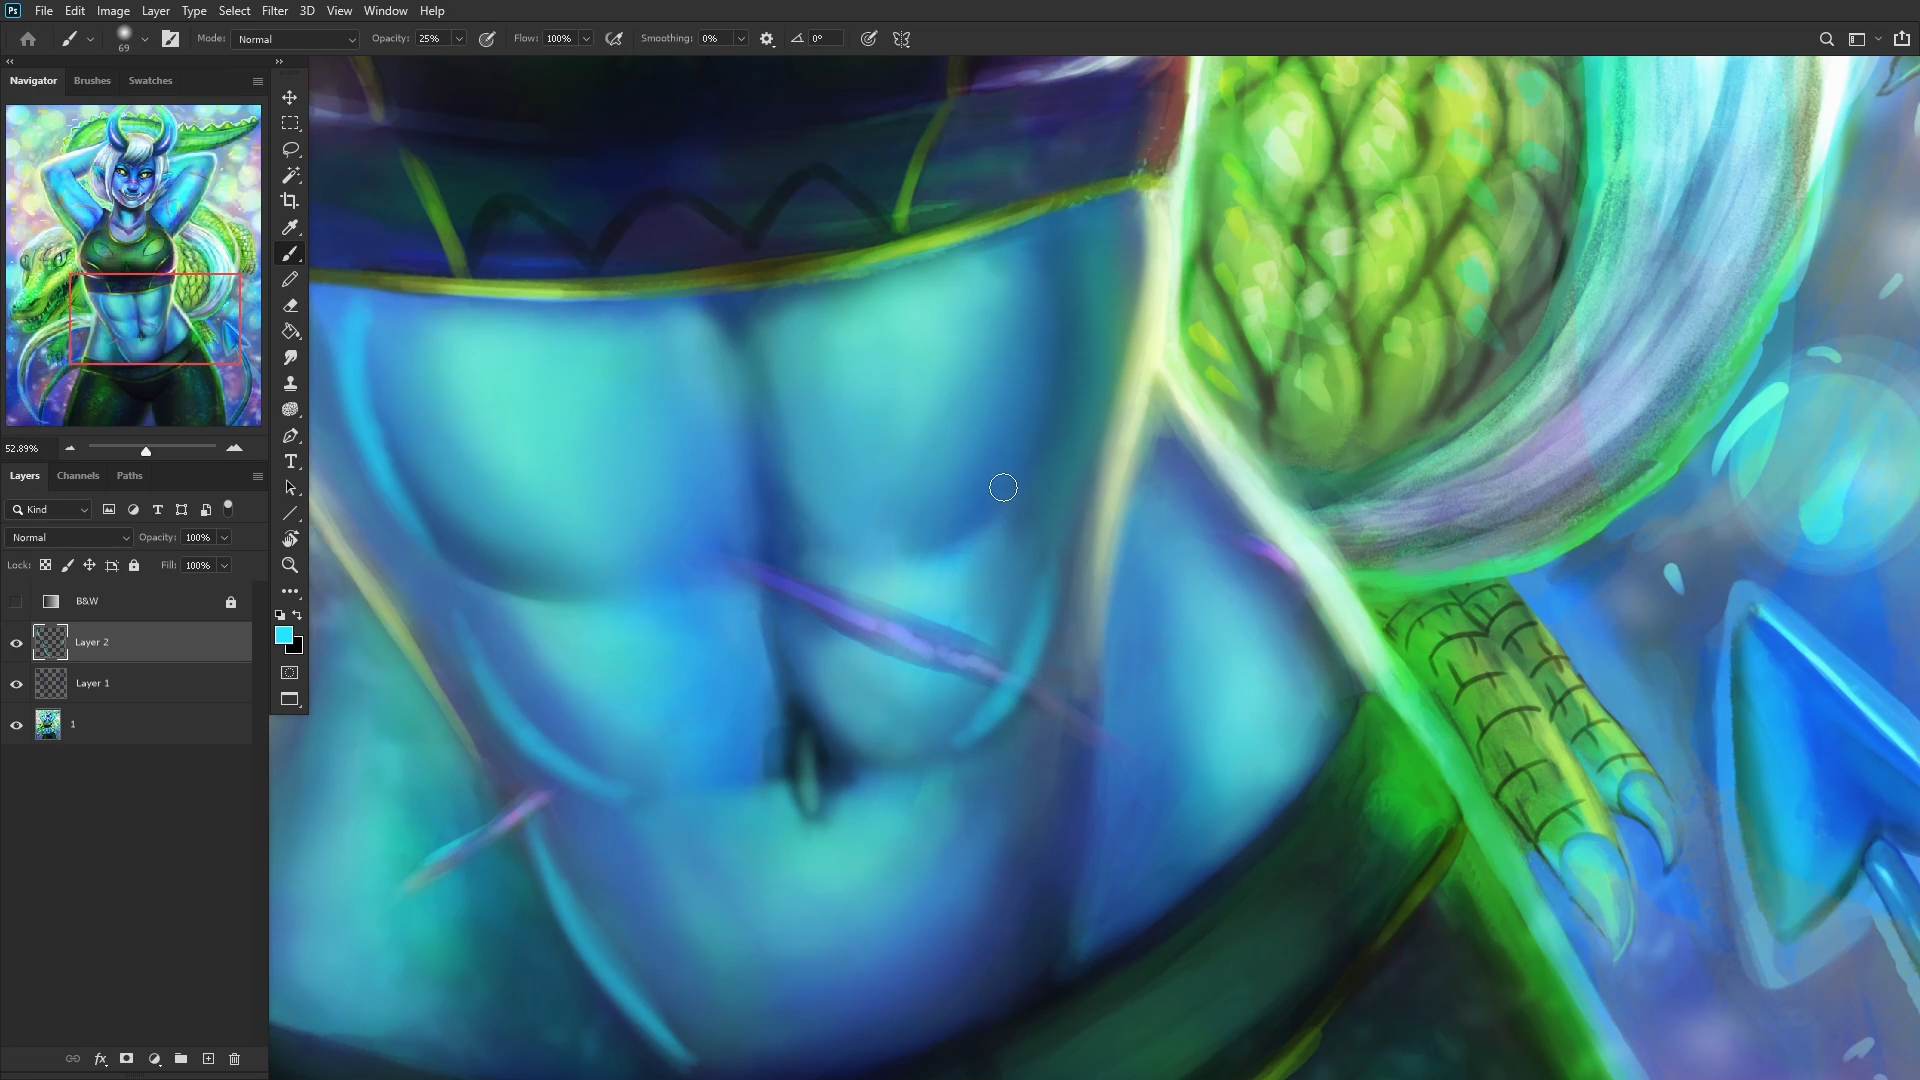 Ps File Edit Image Layer Type Select Filter 3D View Window Help
69 Mode: Normal Opacity: 25% Flow: 100% Smoothing: 0% 0°
Navigator Brushes Swatches
52.89%
Layers Channels Paths
Kind
Normal Opacity: 100%
Lock: Fill: 100%
B&W
Layer 2
Layer 1
1
fx